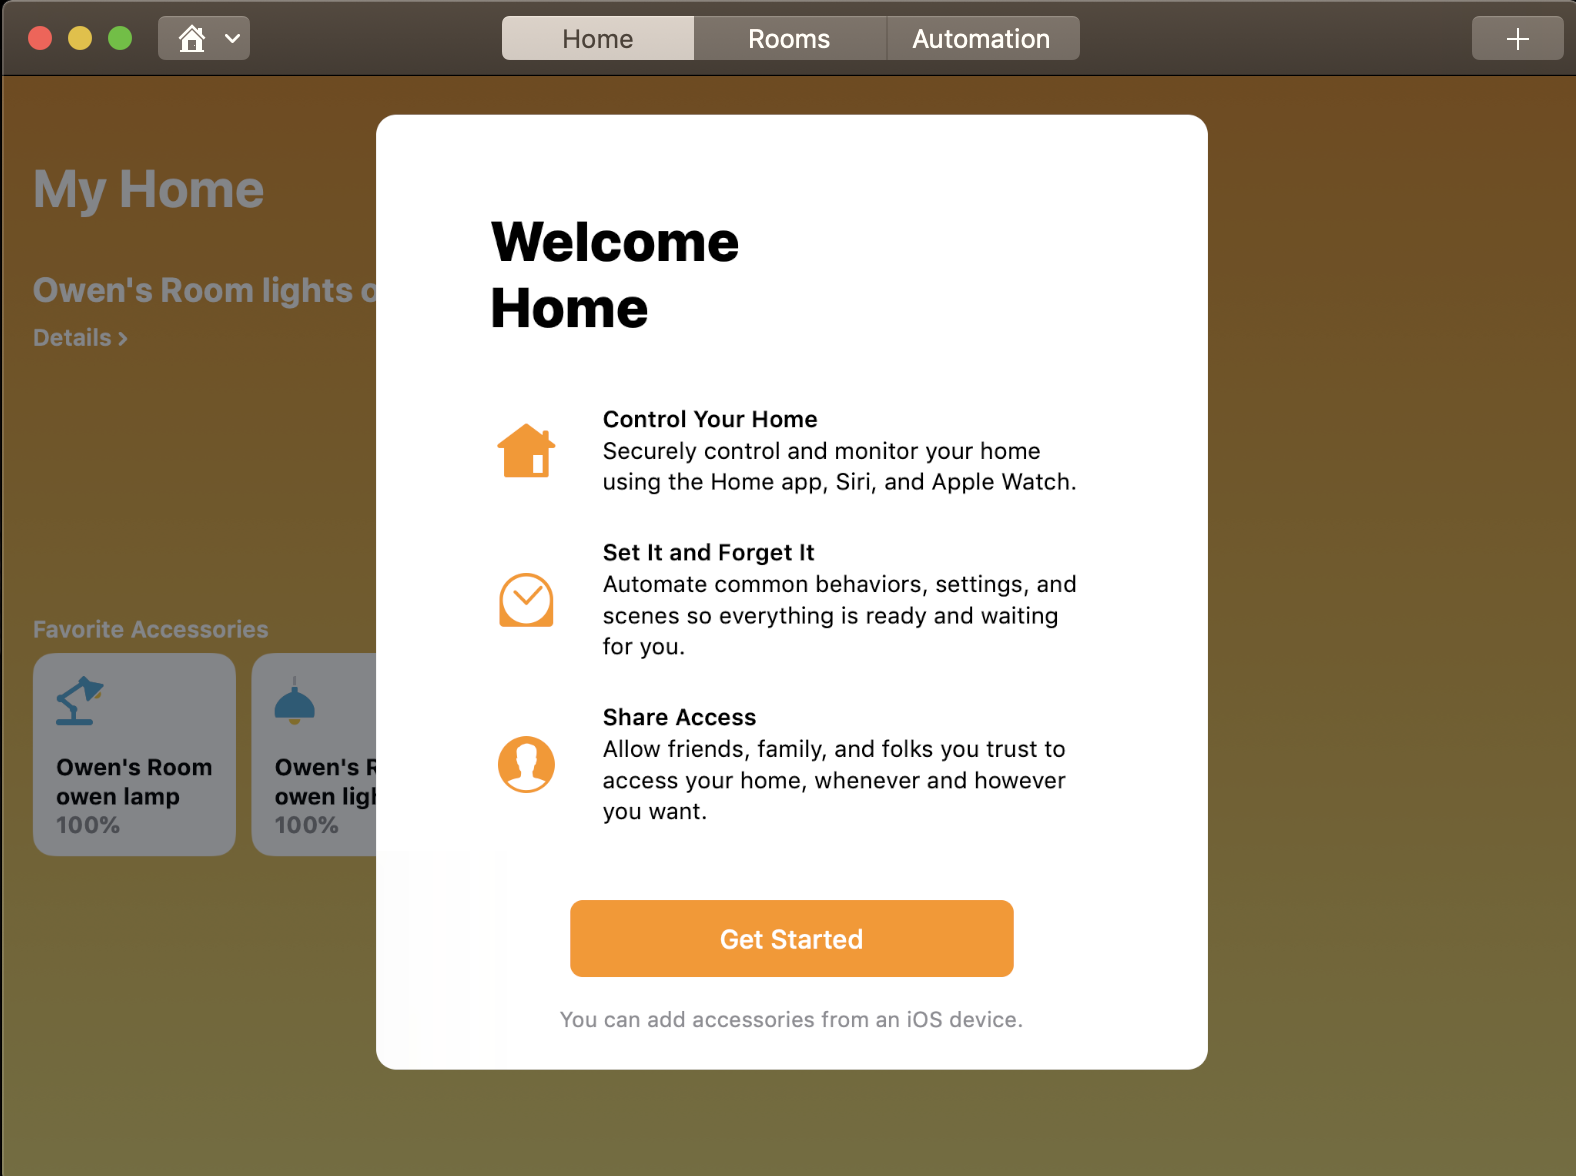 Home
Rooms
Automation
My Home
Owen's Room lights
Details
Favorite Accessories
Owen's Room
owen lamp
100%
Owen's
owen
100%
Welcome
Home
Control Your Home
Securely control and monitor your home
using the Home app, Siri, and Apple Watch.
Set It and Forget It
Automate common behaviors, settings, and
scenes so everything is ready and waiting
for you.
Share Access
Allow friends, family, and folks you trust to
access your home, whenever and however
you want.
Get Started
You can add accessories from an iOS device.